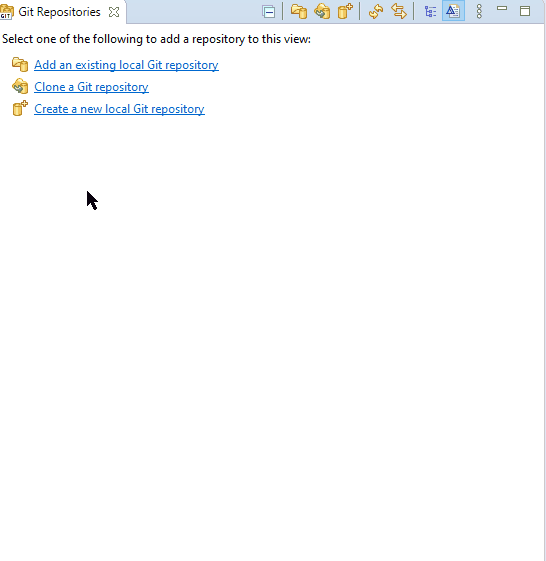 GIT
Git Repositories
Select one of the following to add a repository to this view:
Add an existing local Git repository
Clone a Git repository
Create a new local Git repository